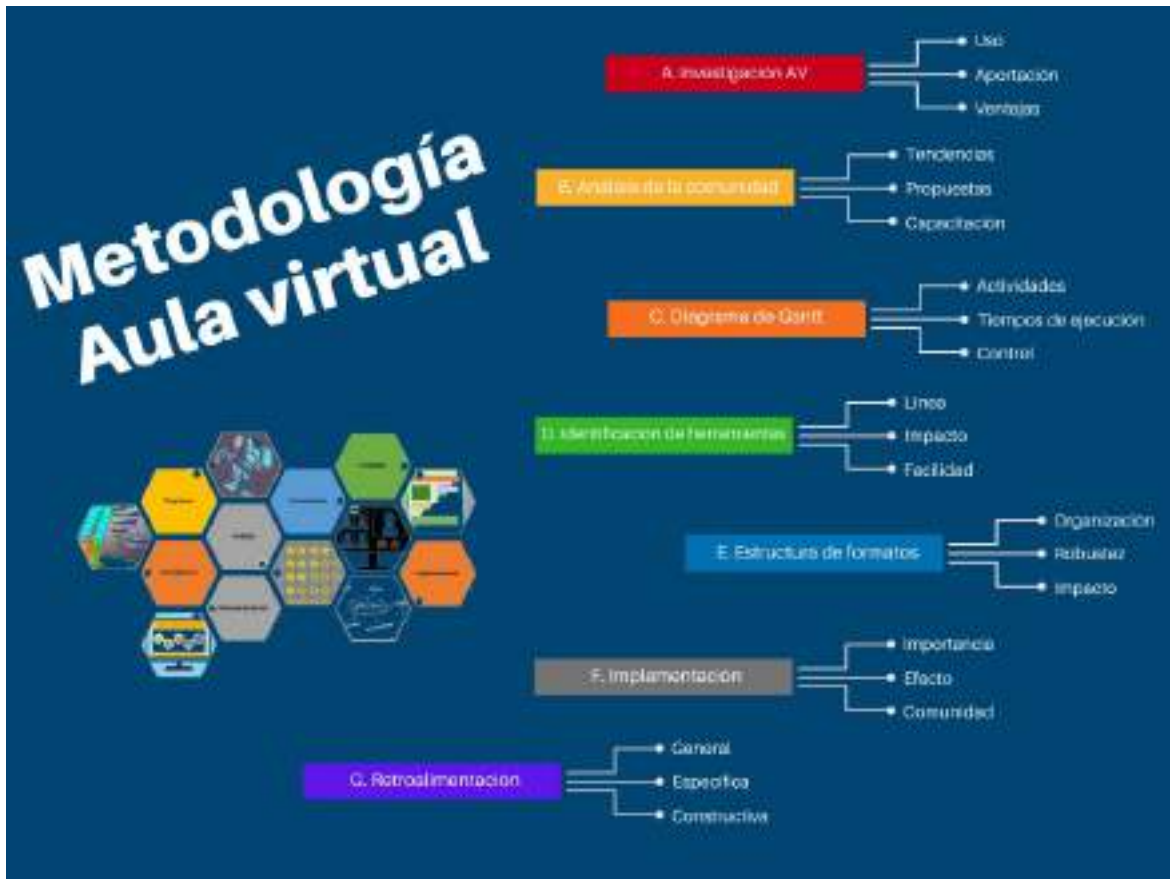 Metodología
Aula virtual
A. Investigación AV
Uso
Aportación
Ventajas
B. Análisis de la comunidad
Tendencias
Propuestas
Capacitación
C. Diagrama de Gantt
Actividades
Tiempos de ejecución
Control
D. Identificación de herramientas
Línea
Impacto
Facilidad
E. Estructura de formatos
Organización
Robustez
Impacto
F. Implementación
Importancia
Efecto
Comunidad
G. Retroalimentación
General
Específica
Constructiva